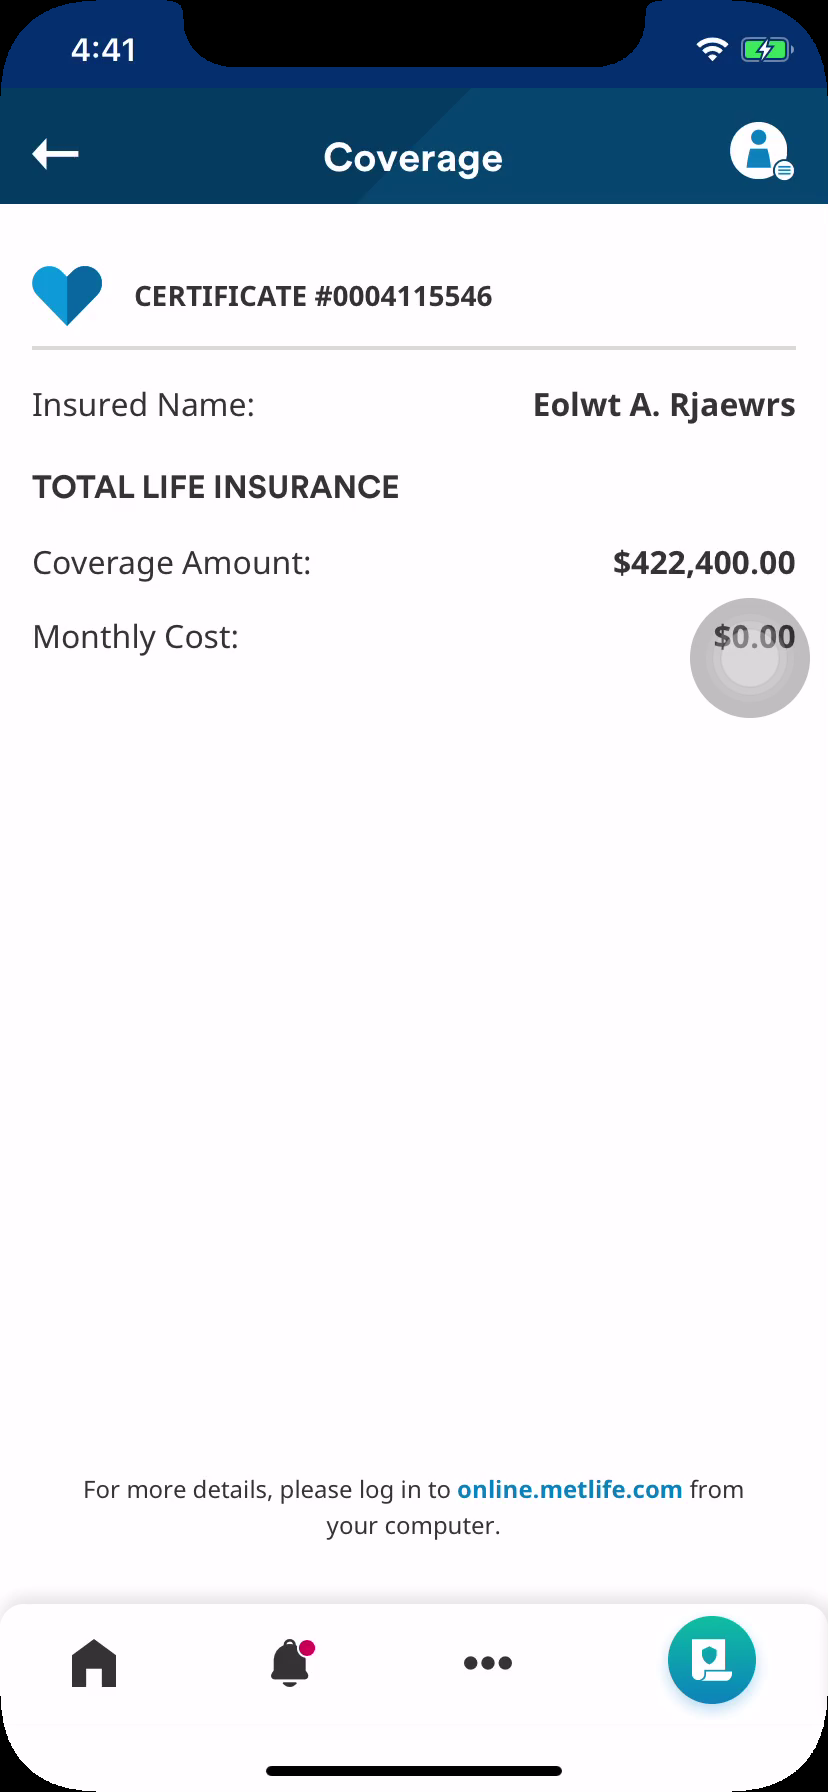 4:41
Coverage
CERTIFICATE #0004115546
Insured Name: Eolwt A. Rjaewrs
TOTAL LIFE INSURANCE
Coverage Amount: $422,400.00
Monthly Cost: $0.00
For more details, please log in to online.metlife.com from
your computer.